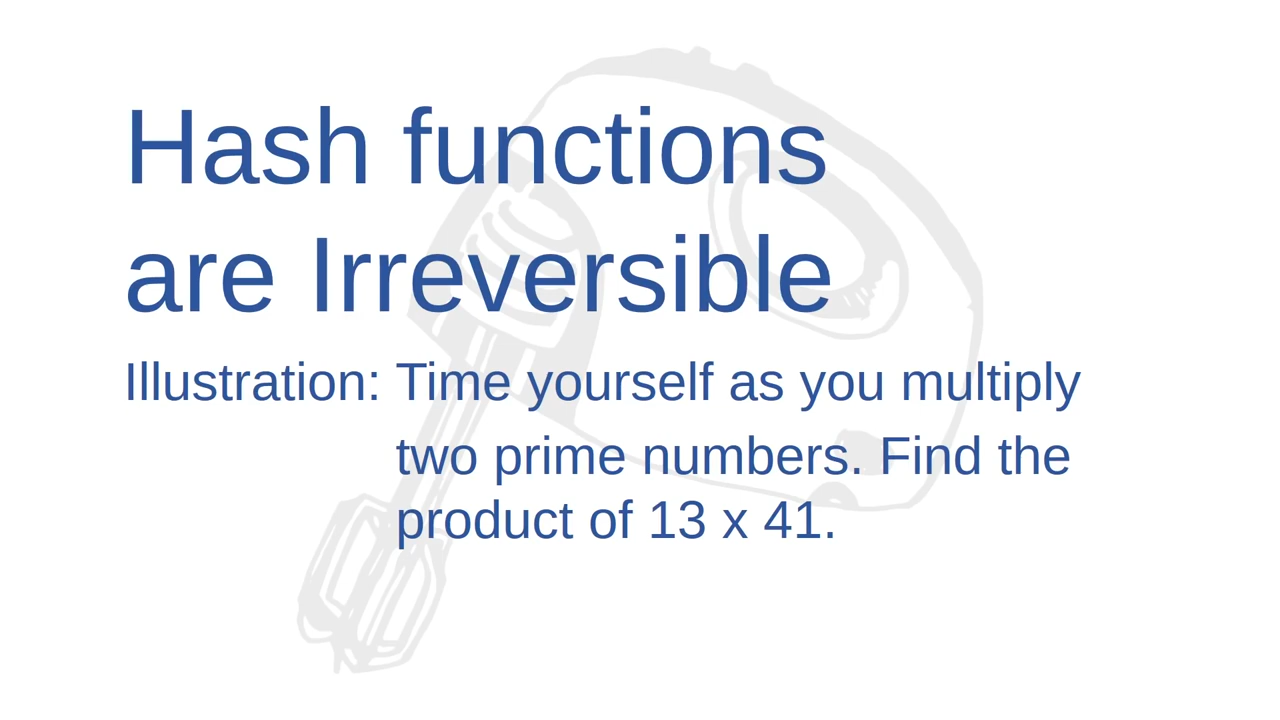 Hash functions
are Irreversible
Illustration: Time yourself as you multiply
two prime numbers. Find the
product of 13 x 41.